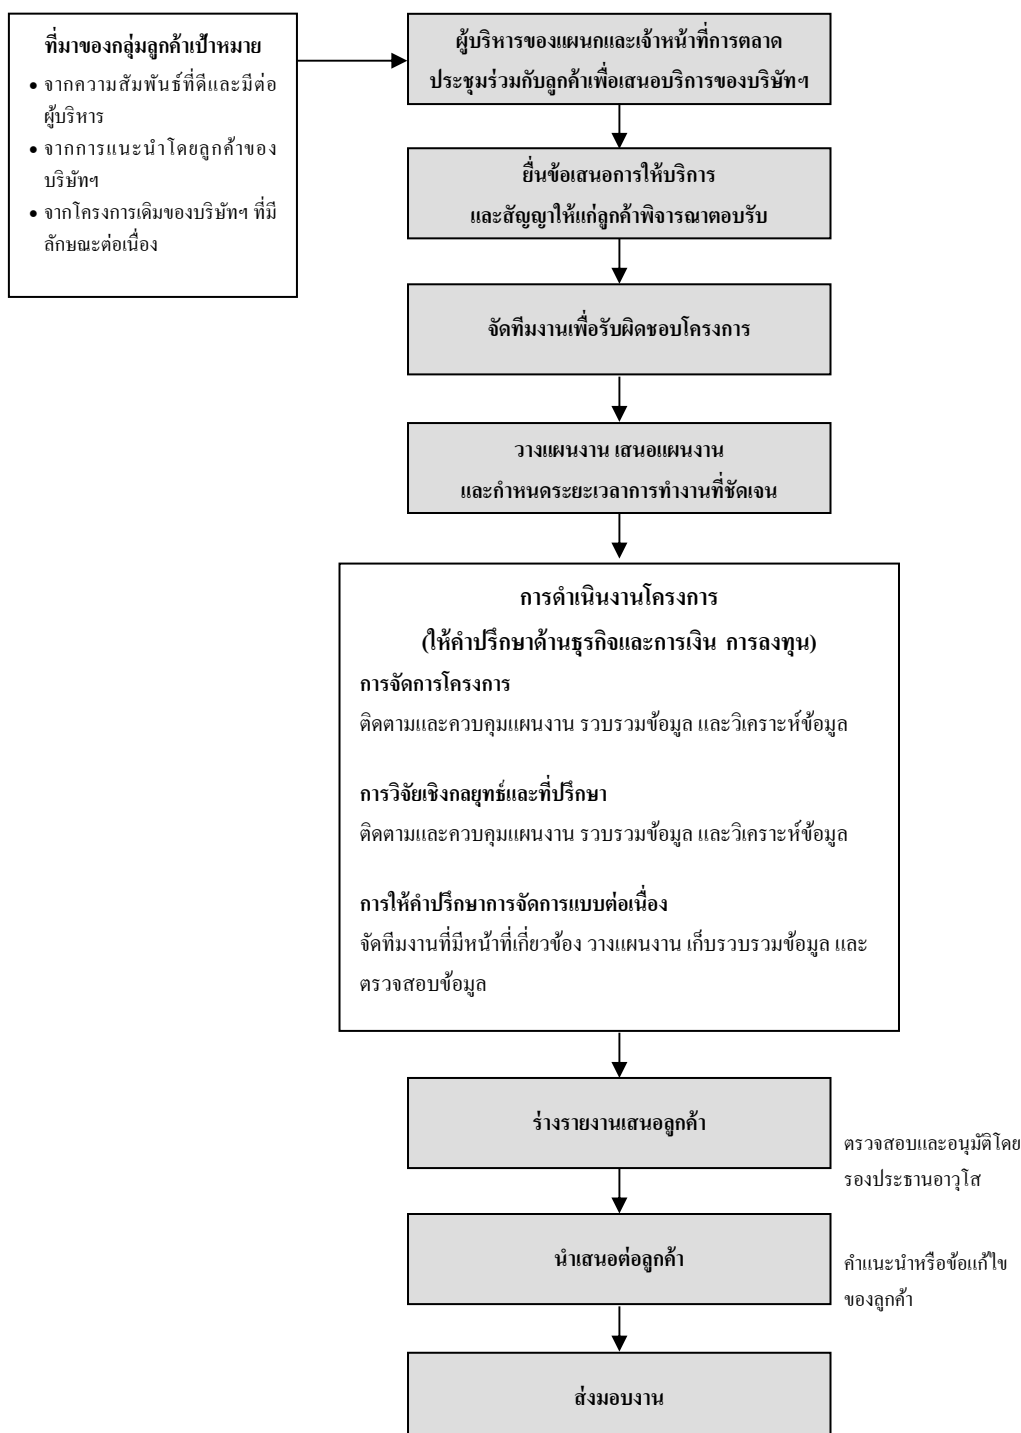 ที่มาของกลุ่มลูกค้าเป้าหมาย
• จากความสัมพันธ์ที่ดีและมีต่อ
ผู้บริหาร
• จากการแนะนำโดยลูกค้าของ
บริษัทฯ
• จากโครงการเดิมของบริษัทฯ ที่มี
ลักษณะต่อเนื่อง
ผู้บริหารของแผนกและเจ้าหน้าที่การตลาด
ประชุมร่วมกับลูกค้าเพื่อเสนอบริการของบริษัทฯ
ยื่นข้อเสนอการให้บริการ
และสัญญาให้แก่ลูกค้าพิจารณาตอบรับ
จัดทีมงานเพื่อรับผิดชอบโครงการ
วางแผนงาน เสนอแผนงาน
และกำหนดระยะเวลาการทำงานที่ชัดเจน
การดำเนินงานโครงการ
(ให้คำปรึกษาด้านธุรกิจและการเงิน การลงทุน)
การจัดการโครงการ
ติดตามและควบคุมแผนงาน รวบรวมข้อมูล และวิเคราะห์ข้อมูล
การวิจัยเชิงกลยุทธ์และที่ปรึกษา
ติดตามและควบคุมแผนงาน รวบรวมข้อมูล และวิเคราะห์ข้อมูล
การให้คำปรึกษาการจัดการแบบต่อเนื่อง
จัดทีมงานที่มีหน้าที่เกี่ยวข้อง วางแผนงาน เก็บรวบรวมข้อมูล และ
ตรวจสอบข้อมูล
ร่างรายงานเสนอลูกค้า
ตรวจสอบและอนุมัติโดย
รองประธานอาวุโส
นำเสนอต่อลูกค้า
คำแนะนำหรือข้อแก้ไข
ของลูกค้า
ส่งมอบงาน